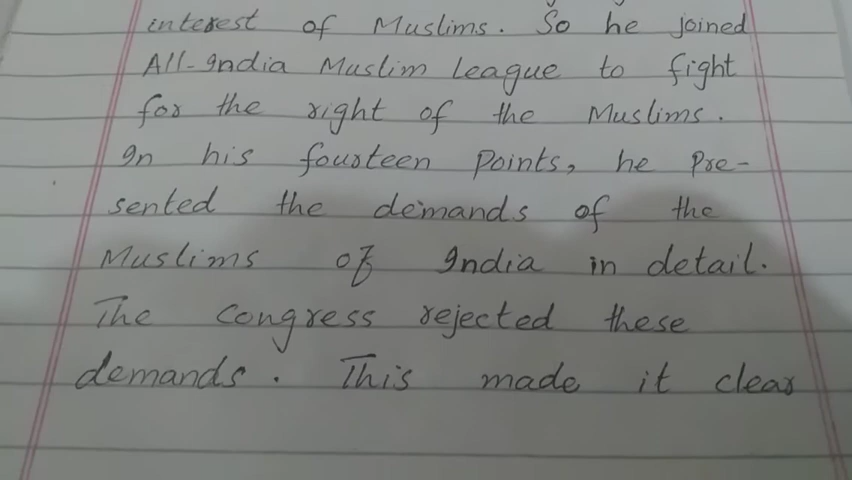 interest of Muslims. So he joined
All-India Muslim League to fight
for the right of the Muslims.
In his fourteen points, he pre-
sented the demands of the
Muslims of India in detail.
The Congress rejected these
demands. This made it clear